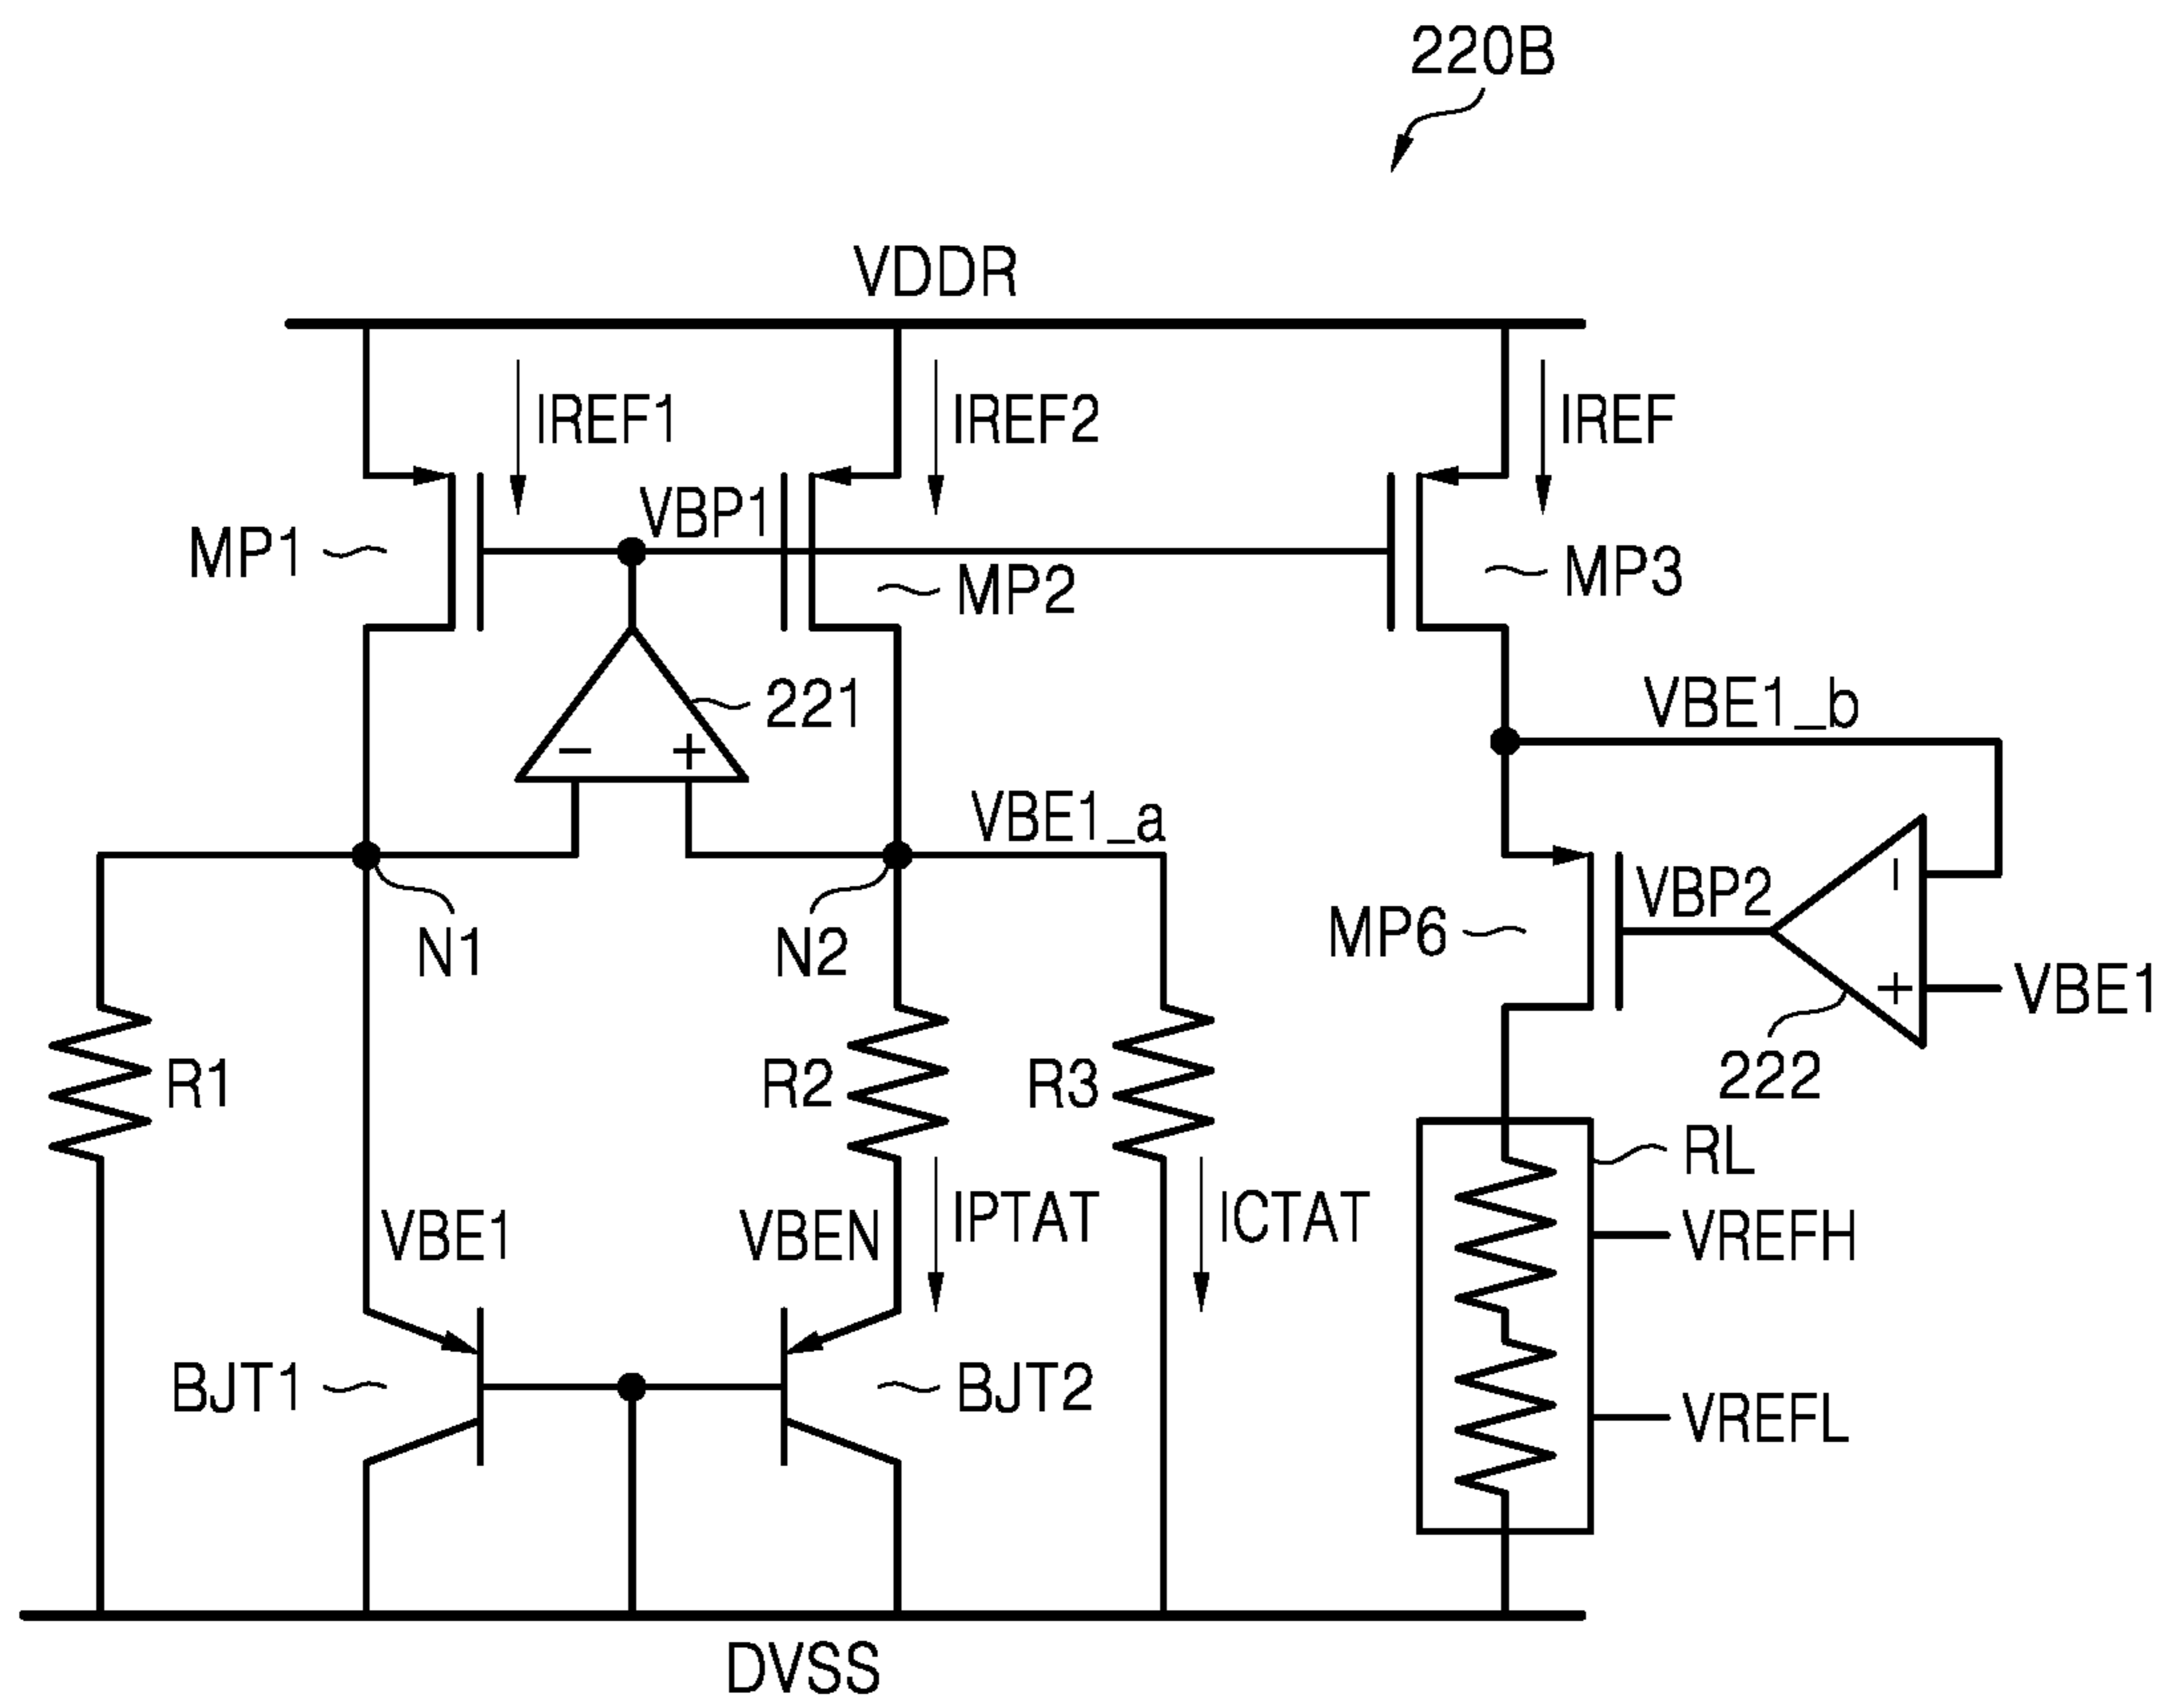 220B
VDDR
IREF1
IREF2
IREF
VBP1
MP1
MP2
MP3
221
− +
VBE1_b
VBE1_a
N1
N2
MP6
VBP2
−
+
VBE1
222
R1
R2
R3
RL
VBE1
VBEN
IPTAT
ICTAT
VREFH
BJT1
BJT2
VREFL
DVSS